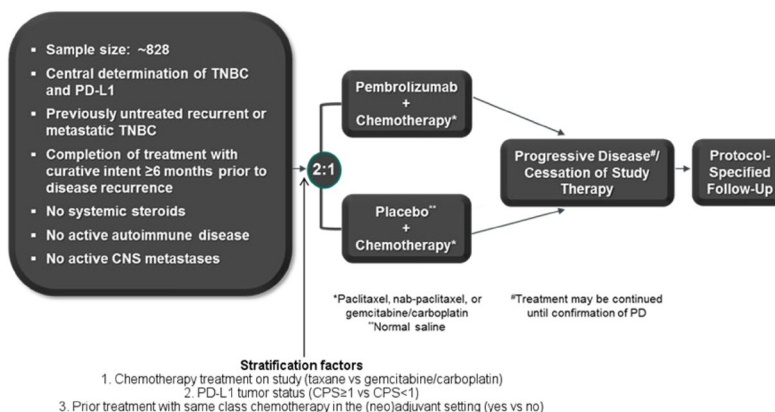 ▪ Sample size: ~828
▪ Central determination of TNBC
and PD-L1
▪ Previously untreated recurrent or
metastatic TNBC
▪ Completion of treatment with
curative intent ≥6 months prior to
disease recurrence
▪ No systemic steroids
▪ No active autoimmune disease
▪ No active CNS metastases
2:1
Pembrolizumab
+
Chemotherapy*
Placebo**
+
Chemotherapy*
Progressive Disease#/
Cessation of Study
Therapy
Protocol-
Specified
Follow-Up
*Paclitaxel, nab-paclitaxel, or
gemcitabine/carboplatin
**Normal saline
#Treatment may be continued
until confirmation of PD
Stratification factors
1. Chemotherapy treatment on study (taxane vs gemcitabine/carboplatin)
2. PD-L1 tumor status (CPS≥1 vs CPS<1)
3. Prior treatment with same class chemotherapy in the (neo)adjuvant setting (yes vs no)